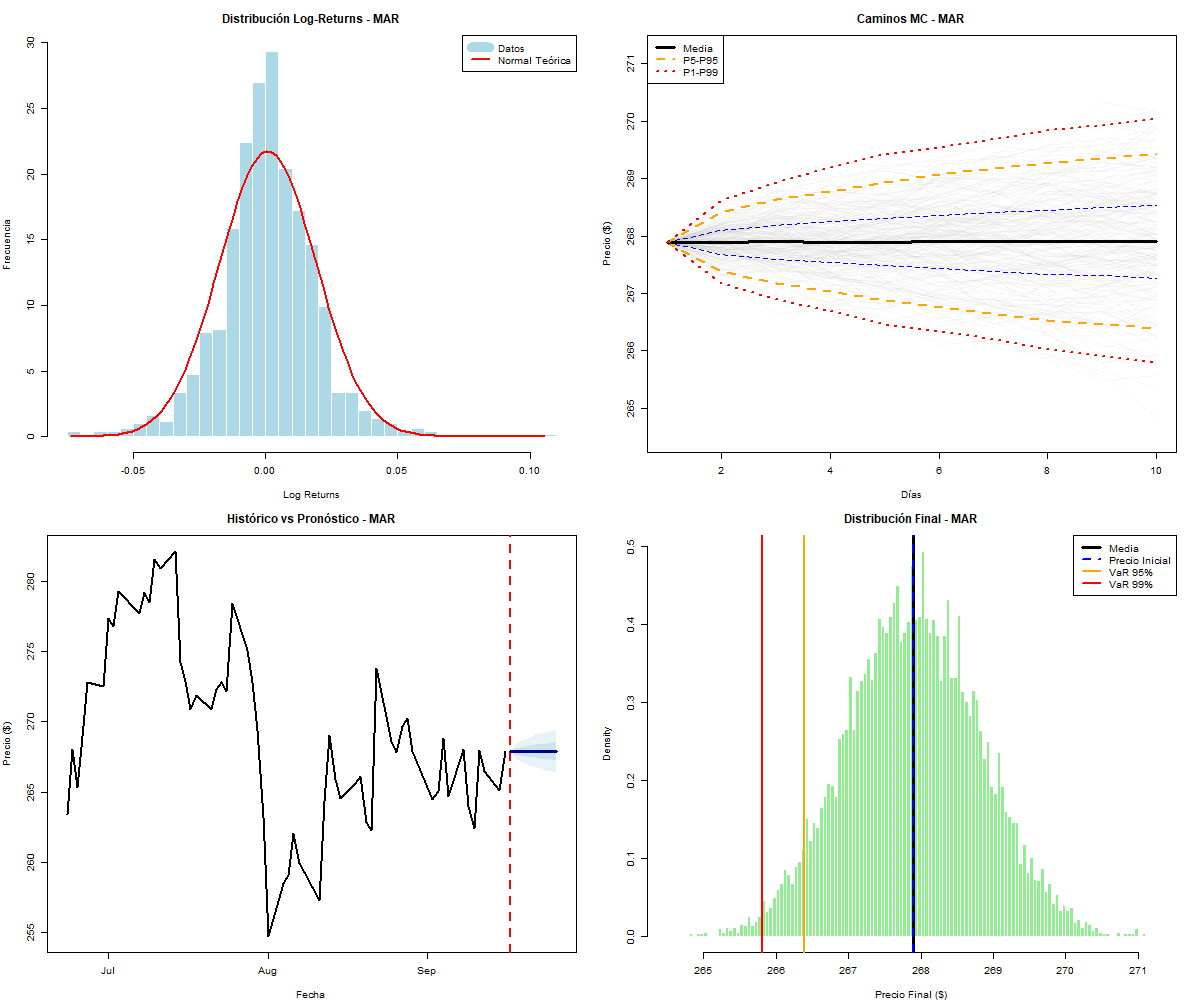 Distribución Log-Returns - MAR
Frecuencia
30
25
20
15
10
5
0
Datos
Normal Teórica
-0.05
0.00
0.05
0.10
Log Returns
Caminos MC - MAR
Precio ($)
271
270
269
268
267
266
265
Media
P5-P95
P1-P99
2
4
6
8
10
Días
Histórico vs Pronóstico - MAR
Precio ($)
280
275
270
265
260
255
Jul
Aug
Sep
Fecha
Distribución Final - MAR
Density
0.5
0.4
0.3
0.2
0.1
0.0
Media
Precio Inicial
VaR 95%
VaR 99%
265
266
267
268
269
270
271
Precio Final ($)